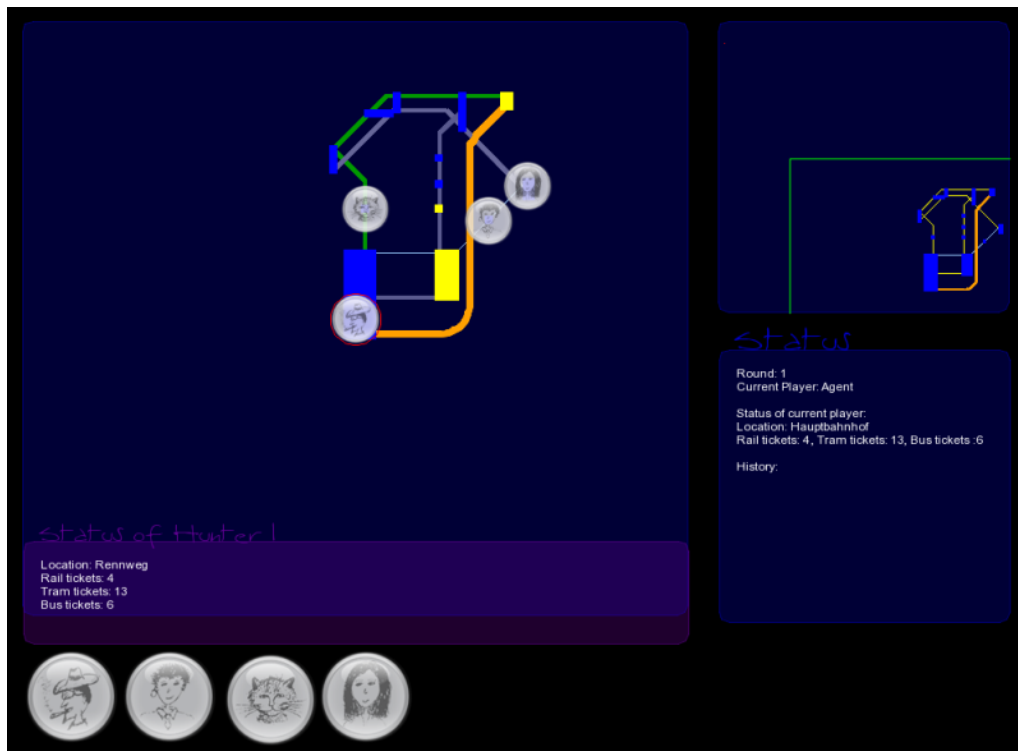 Status
Round: 1
Current Player: Agent
Status of current player:
Location: Hauptbahnhof
Rail tickets: 4, Tram tickets: 13, Bus tickets :6
History:
Status of Hunter 1
Location: Rennweg
Rail tickets: 4
Tram tickets: 13
Bus tickets: 6